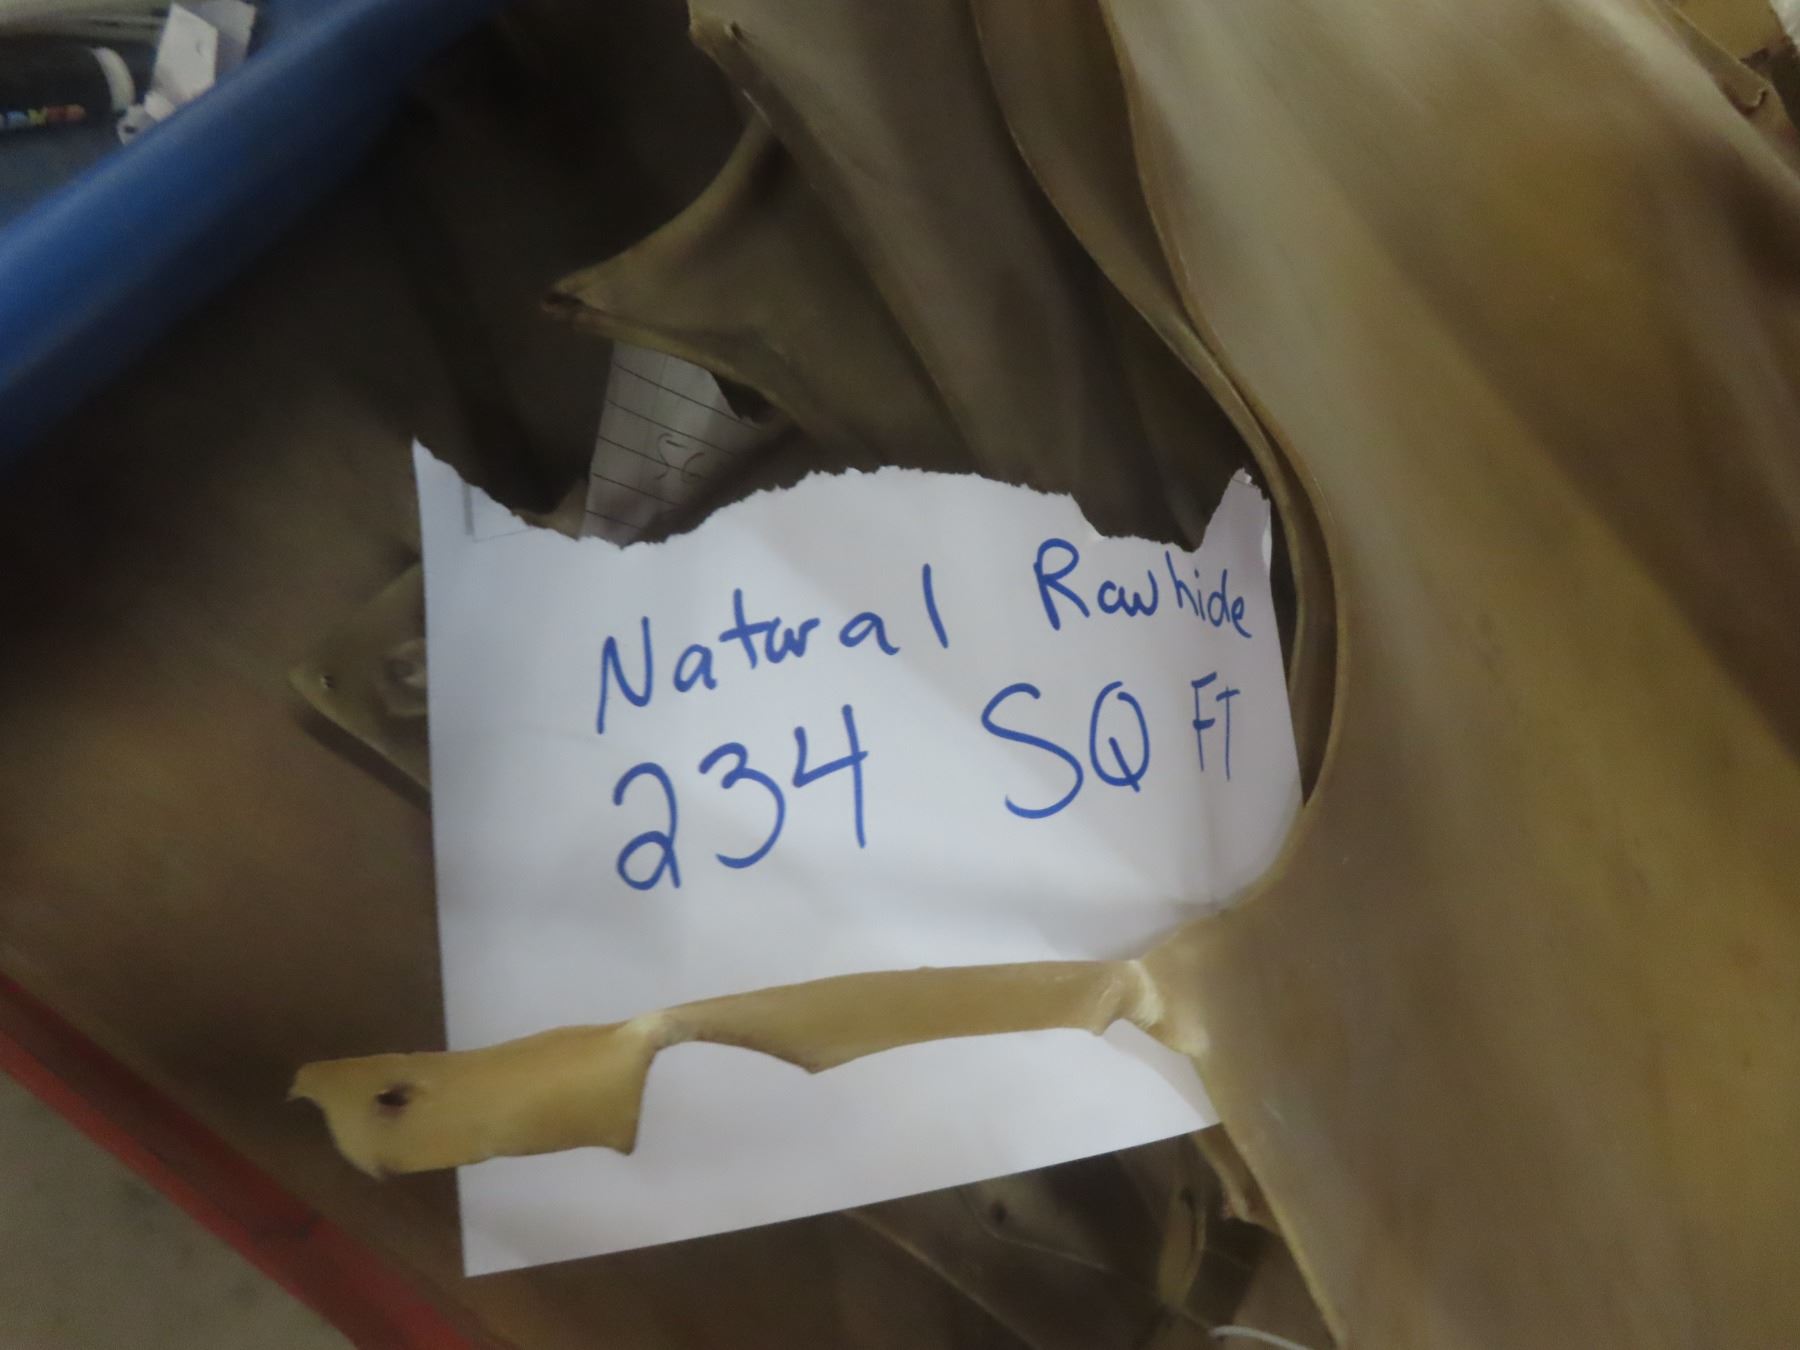 Natural Rawhide
234 SQ FT